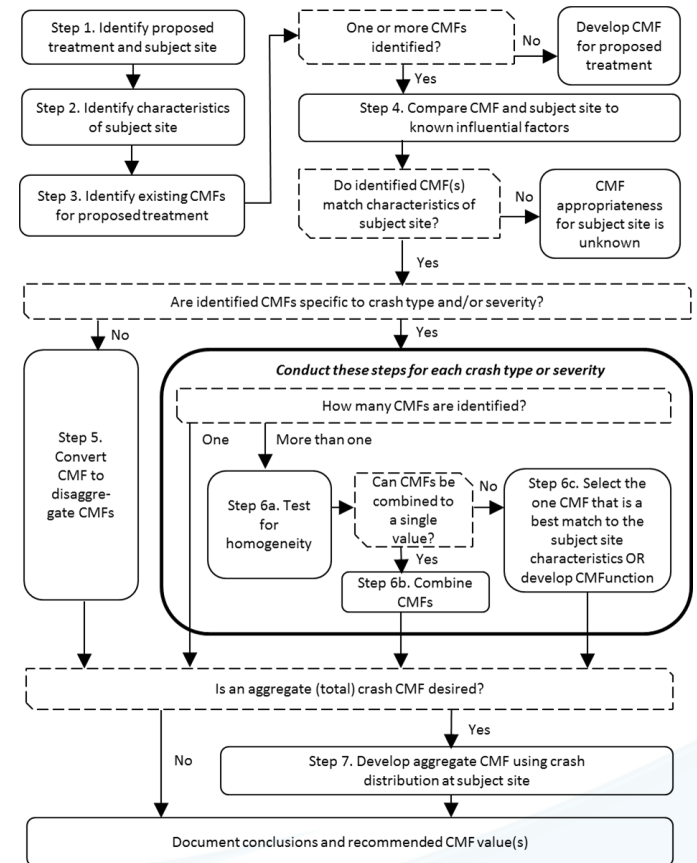 Step 1. Identify proposed
treatment and subject site
Step 2. Identify characteristics
of subject site
Step 3. Identify existing CMFs
for proposed treatment
One or more CMFs
identified?
No
Develop CMF
for proposed
treatment
Yes
Step 4. Compare CMF and subject site to
known influential factors
Do identified CMF(s)
match characteristics of
subject site?
No
CMF
appropriateness
for subject site is
unknown
Yes
Are identified CMFs specific to crash type and/or severity?
No
Yes
Step 5.
Convert
CMF to
disaggre-
gate CMFs
Conduct these steps for each crash type or severity
How many CMFs are identified?
One
More than one
Step 6a. Test
for
homogeneity
Can CMFs be
combined to
a single
value?
No
Step 6c. Select the
one CMF that is a
best match to the
subject site
characteristics OR
develop CMFunction
Yes
Step 6b. Combine
CMFs
Is an aggregate (total) crash CMF desired?
Yes
No
Step 7. Develop aggregate CMF using crash
distribution at subject site
Document conclusions and recommended CMF value(s)